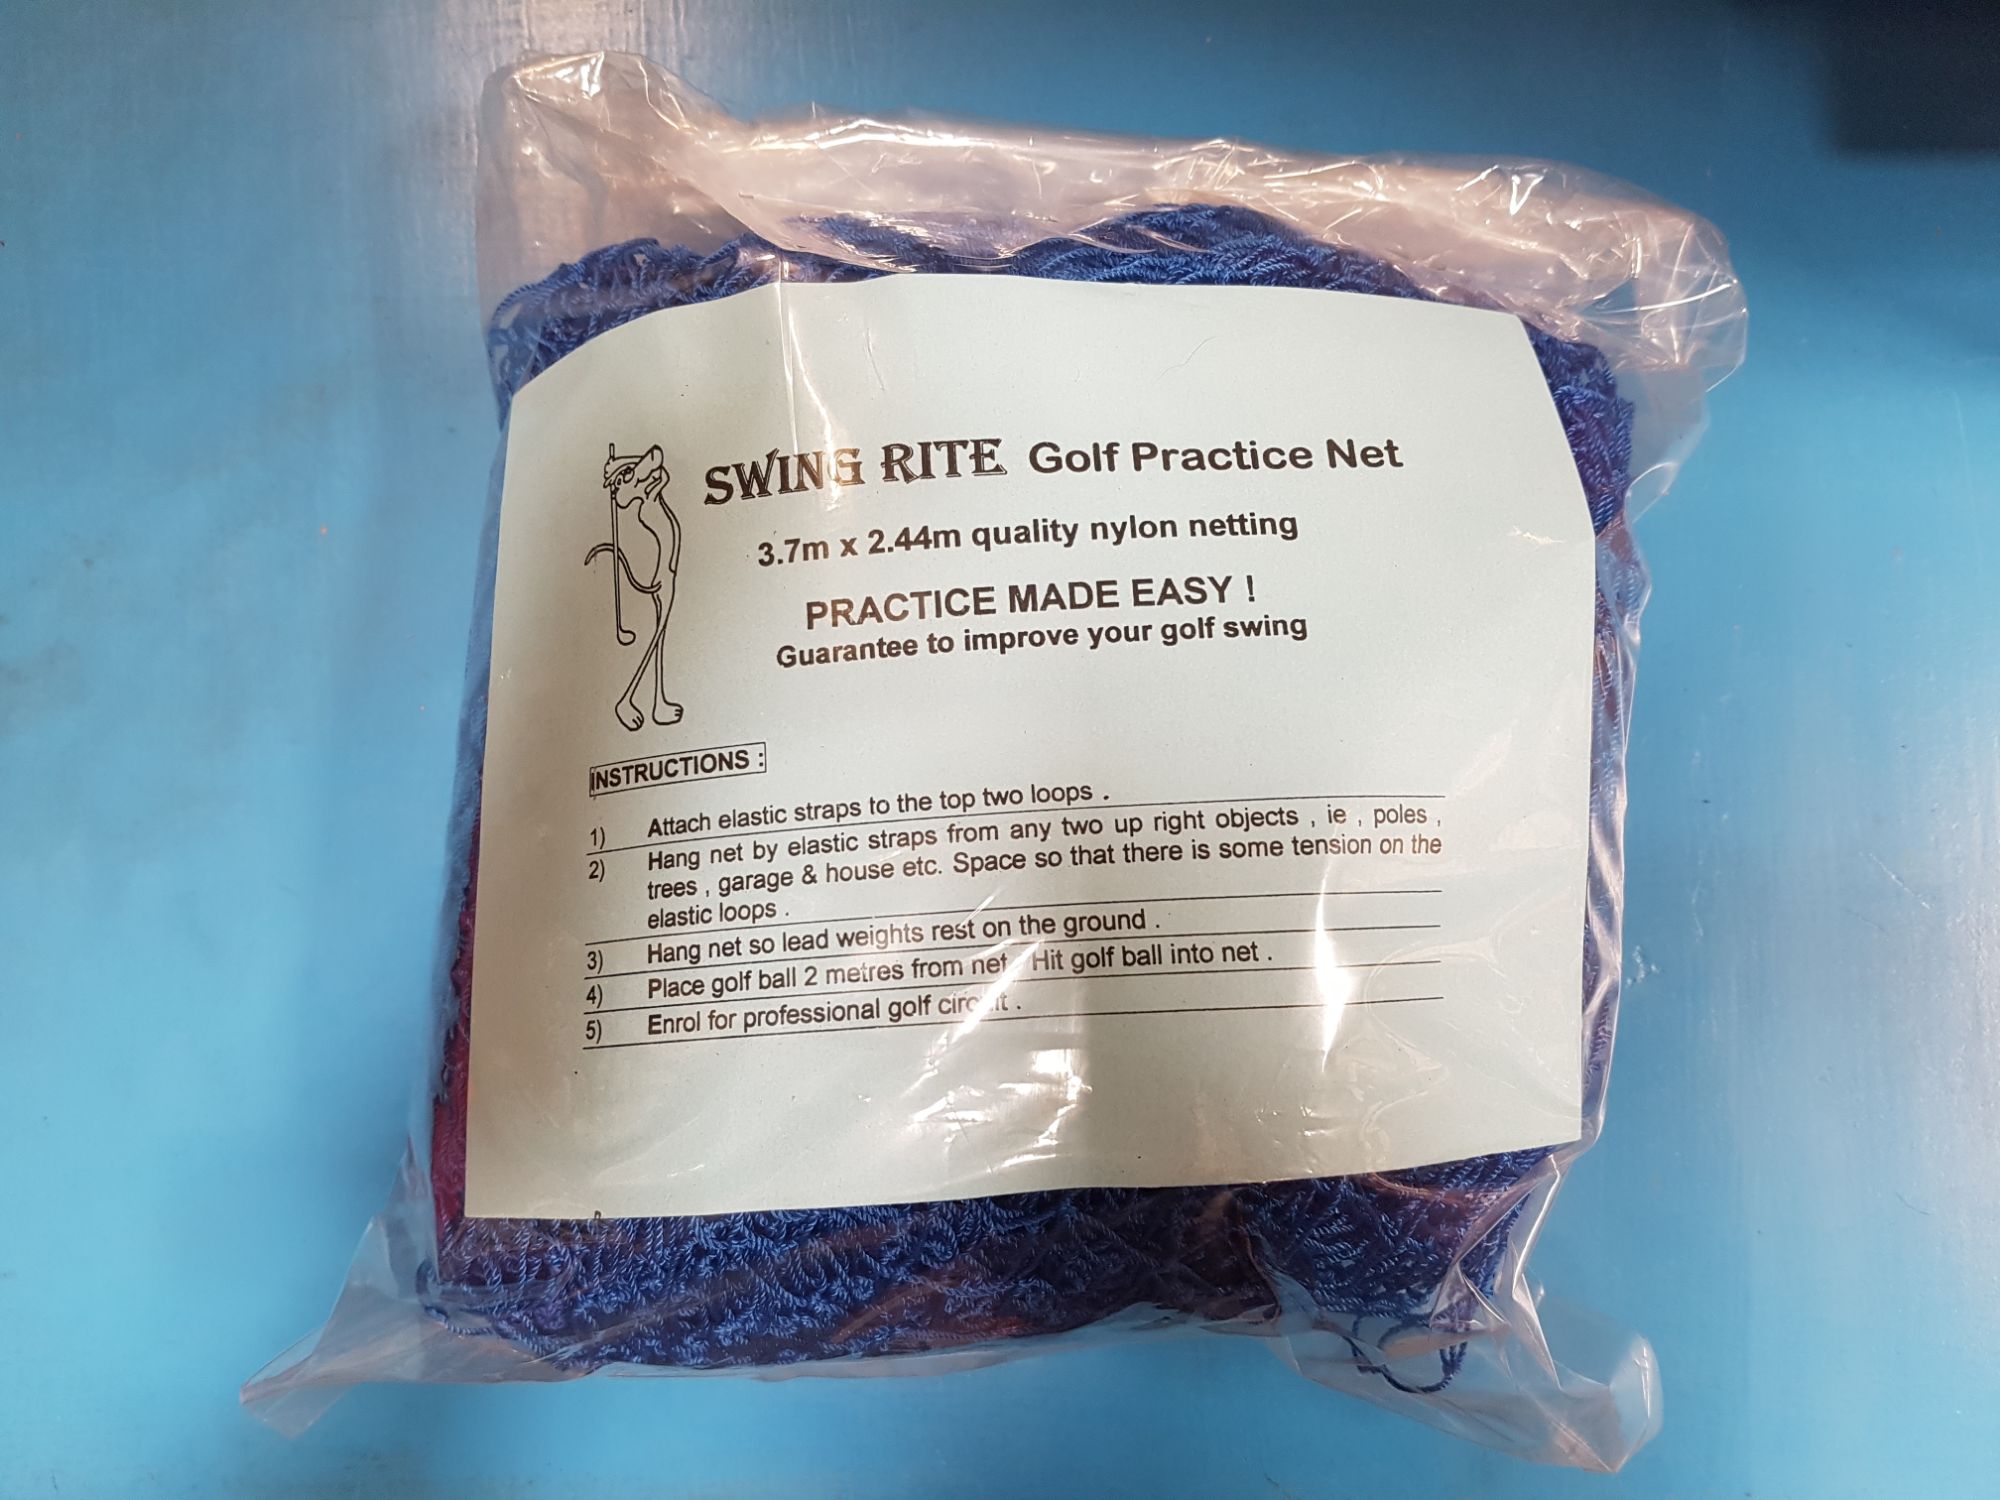 SWING RITE Golf Practice Net
3.7m x 2.44m quality nylon netting
PRACTICE MADE EASY !
Guarantee to improve your golf swing
INSTRUCTIONS :
1) Attach elastic straps to the top two loops .
2) Hang net by elastic straps from any two up right objects , ie , poles ,
trees , garage & house etc. Space so that there is some tension on the
elastic loops .
3) Hang net so lead weights rest on the ground .
4) Place golf ball 2 metres from net Hit golf ball into net .
5) Enrol for professional golf circuit .